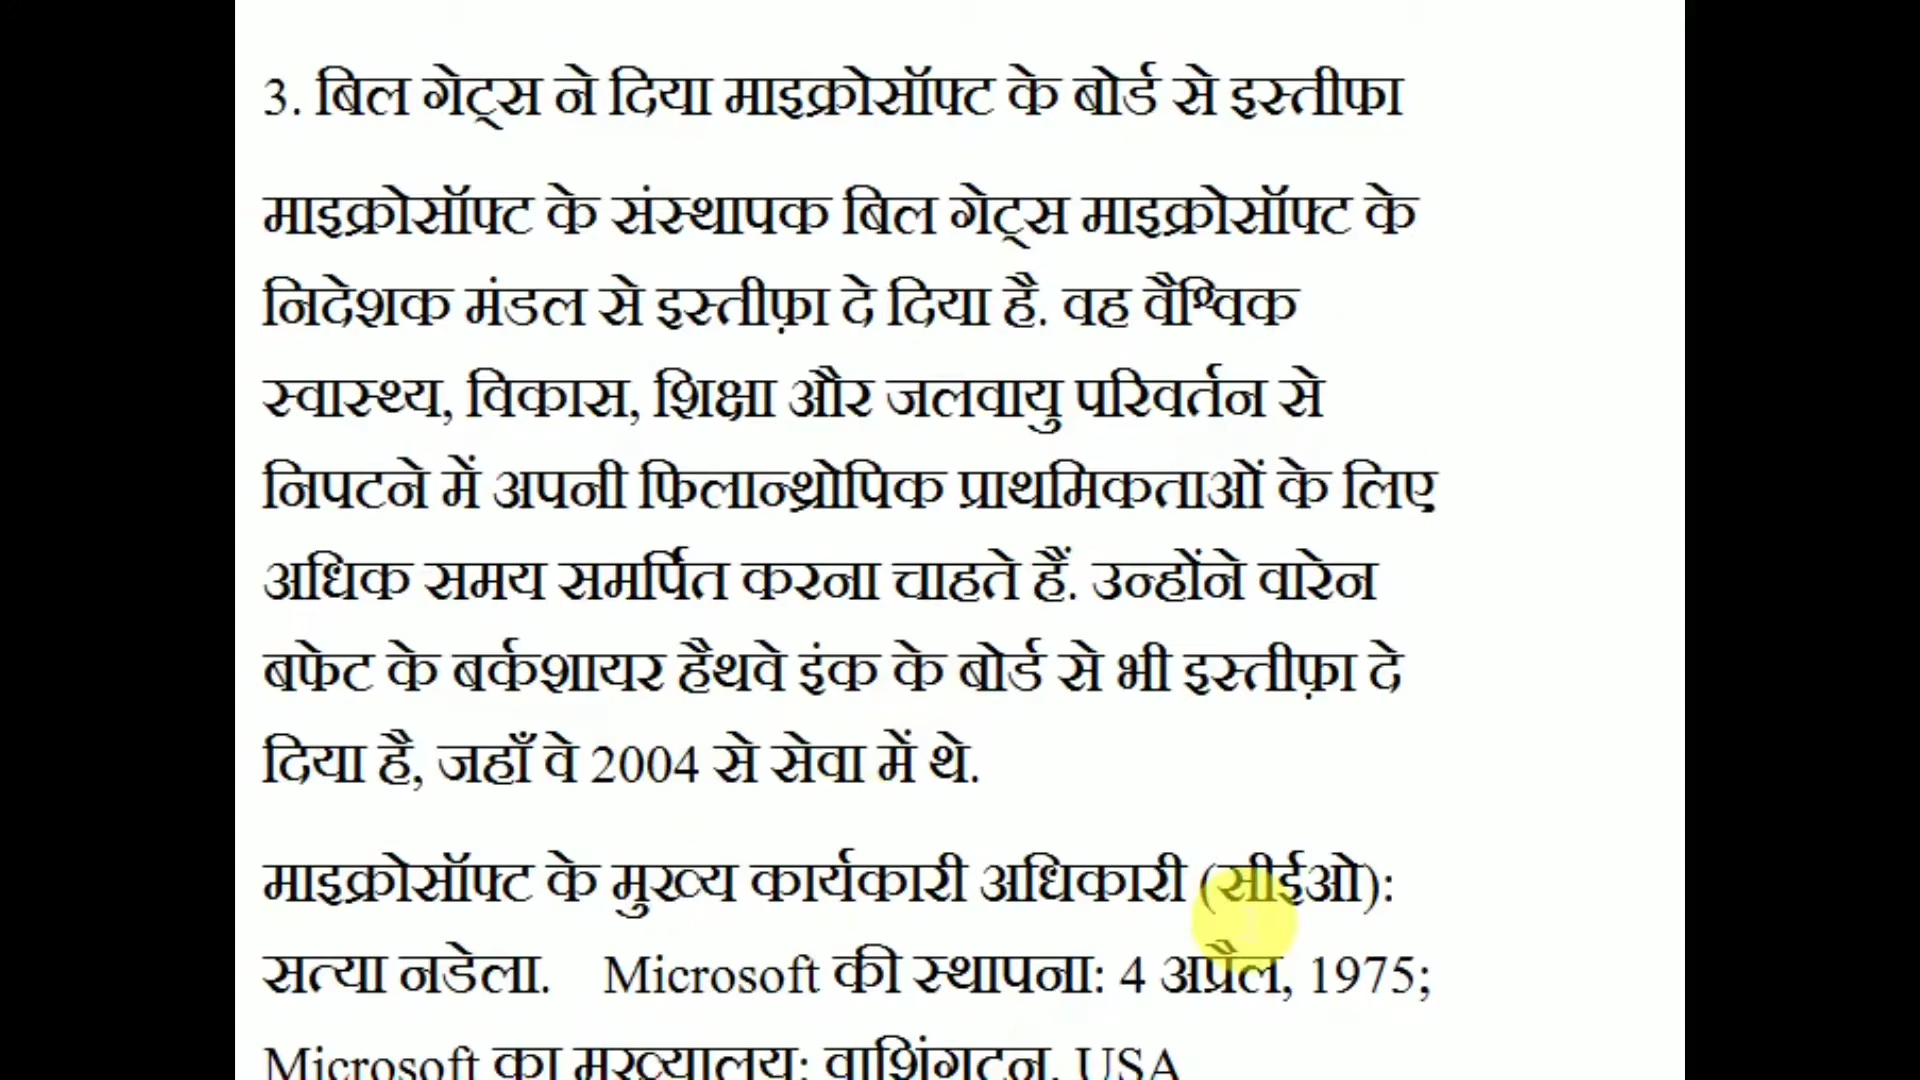 3. बिल गेट्स ने दिया माइक्रोसॉफ्ट के बोर्ड से इस्तीफा
माइक्रोसॉफ्ट के संस्थापक बिल गेट्स माइक्रोसॉफ्ट के
निदेशक मंडल से इस्तीफ़ा दे दिया है. वह वैश्विक
स्वास्थ्य, विकास, शिक्षा और जलवायु परिवर्तन से
निपटने में अपनी फिलान्थ्रोपिक प्राथमिकताओं के लिए
अधिक समय समर्पित करना चाहते हैं. उन्होंने वारेन
बफेट के बर्कशायर हैथवे इंक के बोर्ड से भी इस्तीफ़ा दे
दिया है, जहाँ वे 2004 से सेवा में थे.
माइक्रोसॉफ्ट के मुख्य कार्यकारी अधिकारी (सीईओ):
सत्या नडेला. Microsoft की स्थापना: 4 अप्रैल, 1975;
Microsoft का मुख्यालय: वाशिंगटन, USA